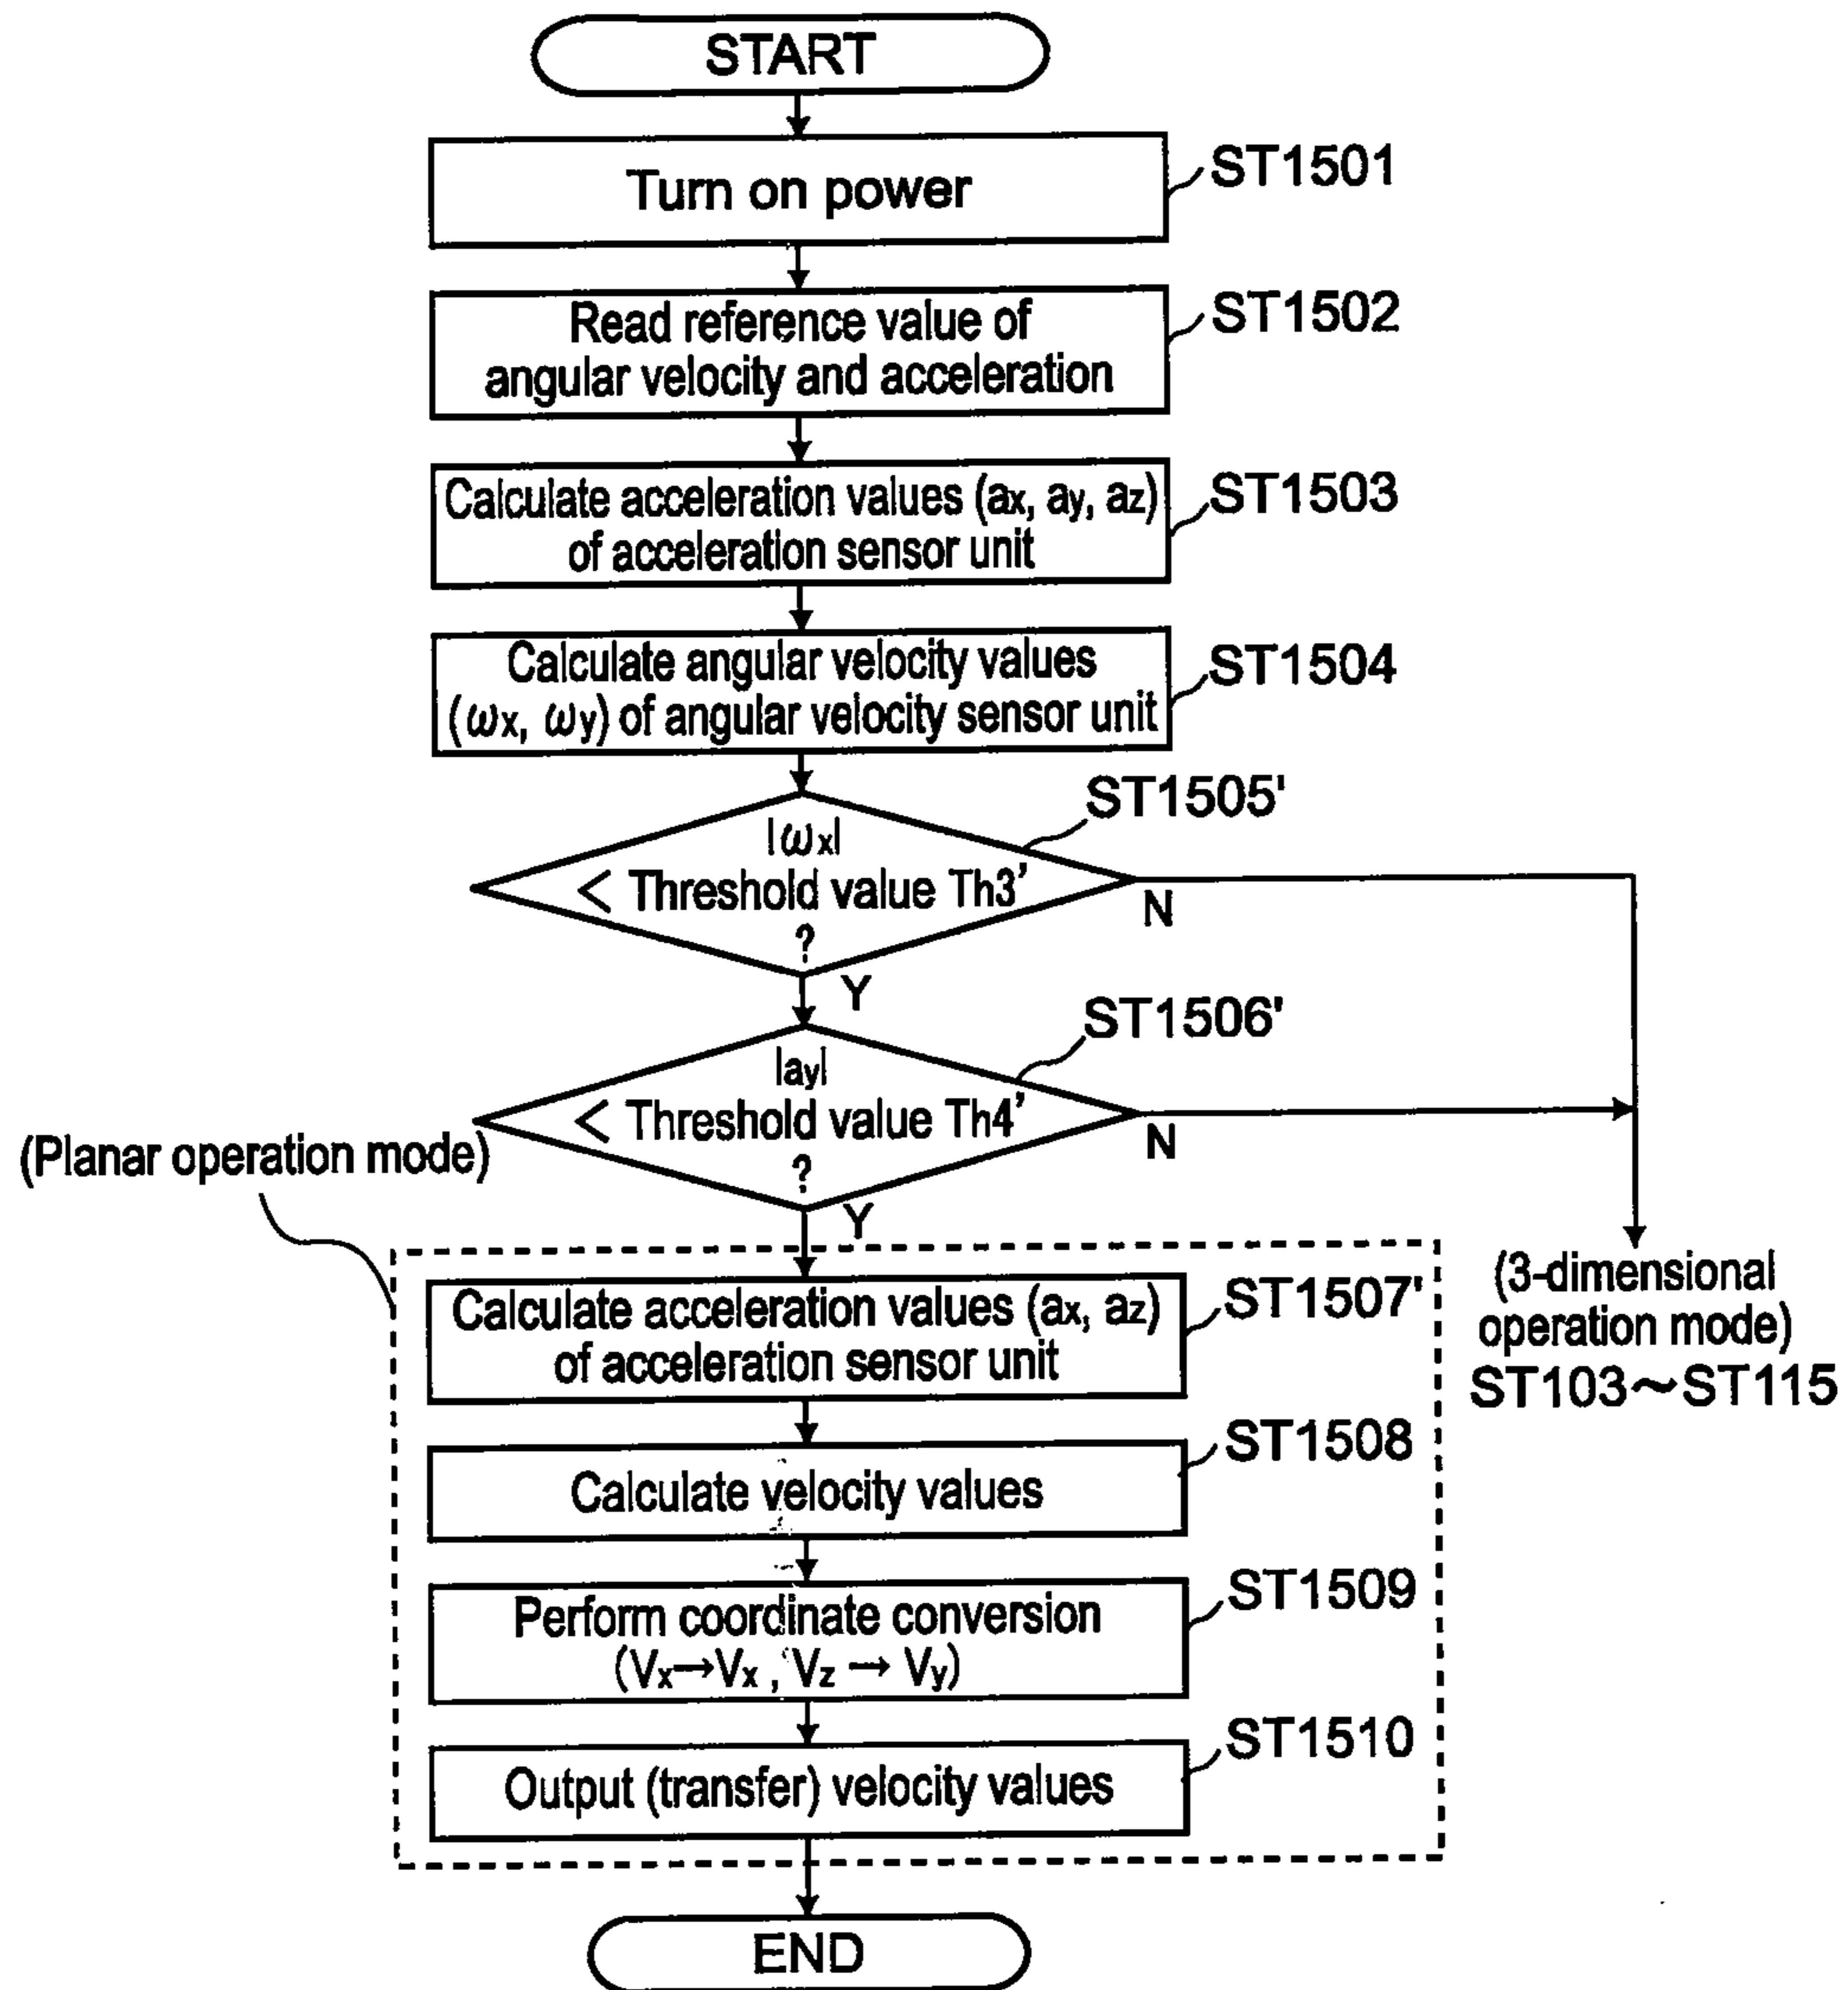 START
Turn on power
ST1501
Read reference value of
angular velocity and acceleration
ST1502
Calculate acceleration values (ax, ay, az)
of acceleration sensor unit
ST1503
Calculate angular velocity values
(ωx, ωy) of angular velocity sensor unit
ST1504
|ωx|
< Threshold value Th3'
?
ST1505'
N
Y
|ay|
< Threshold value Th4'
?
ST1506'
N
Y
(Planar operation mode)
(3-dimensional
operation mode)
ST103~ST115
Calculate acceleration values (ax, az)
of acceleration sensor unit
ST1507'
Calculate velocity values
ST1508
Perform coordinate conversion
(Vx→Vx , Vz → Vy)
ST1509
Output (transfer) velocity values
ST1510
END